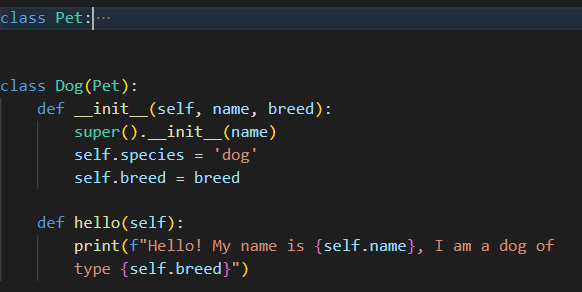 class Pet:⋯
class Dog(Pet):
    def __init__(self, name, breed):
        super().__init__(name)
        self.species = 'dog'
        self.breed = breed
    def hello(self):
        print(f"Hello! My name is {self.name}, I am a dog of
        type {self.breed}")